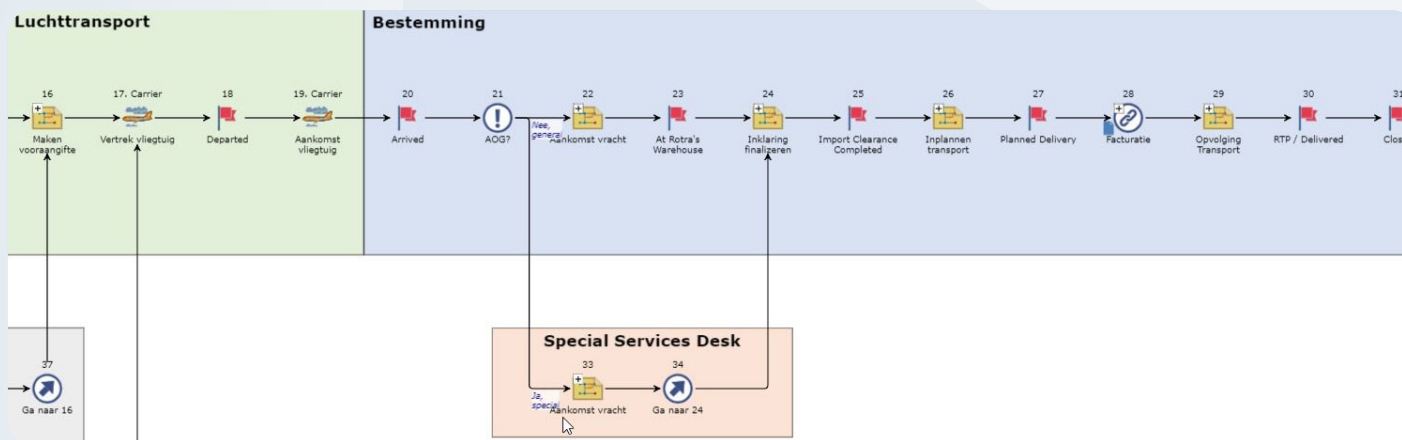 Luchttransport
Bestemming
16
17. Carrier
18
19. Carrier
20
21
22
23
24
25
26
27
28
29
30
31
Maken
vooraangifte
Vertrek vliegtuig
Departed
Aankomst
vliegtuig
Arrived
AOG?
Nee,
general
Aankomst vracht
At Rotra's
Warehouse
Inklaring
finalizeren
Import Clearance
Completed
Inplannen
transport
Planned Delivery
Facturatie
Opvolging
Transport
RTP / Delivered
Special Services Desk
37
33
34
Ga naar 16
Ja,
special
Aankomst vracht
Ga naar 24